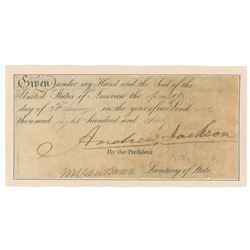 Given under my Hand and the Seal of the
United States of America the
day of in the year of our Lord one
thousand eight hundred and
Andrew Jackson
By the President
Secretary of State